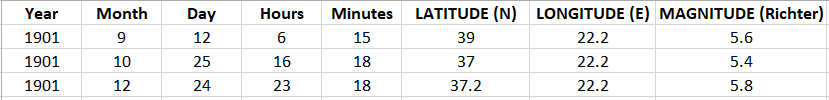 Year Month Day Hours Minutes LATITUDE (N) LONGITUDE (E) MAGNITUDE (Richter)
1901 9 12 6 15 39 22.2 5.6
1901 10 25 16 18 37 22.2 5.4
1901 12 24 23 18 37.2 22.2 5.8